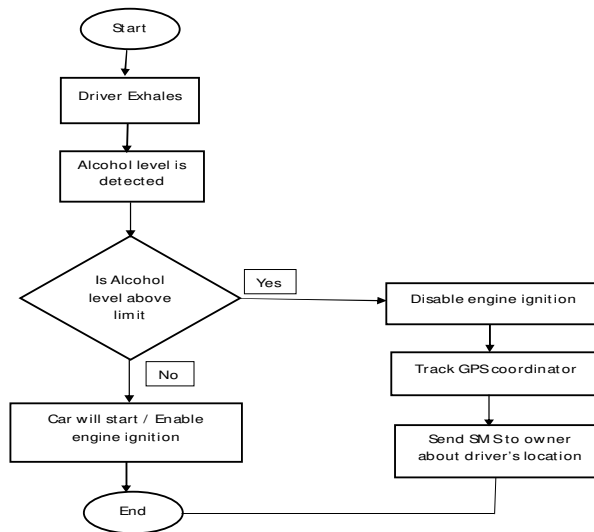 Start
Driver Exhales
Alcohol level is
detected
Is Alcohol
level above
limit
Yes
No
Disable engine ignition
Track GPS coordinator
Send SMS to owner
about driver's location
Car will start / Enable
engine ignition
End